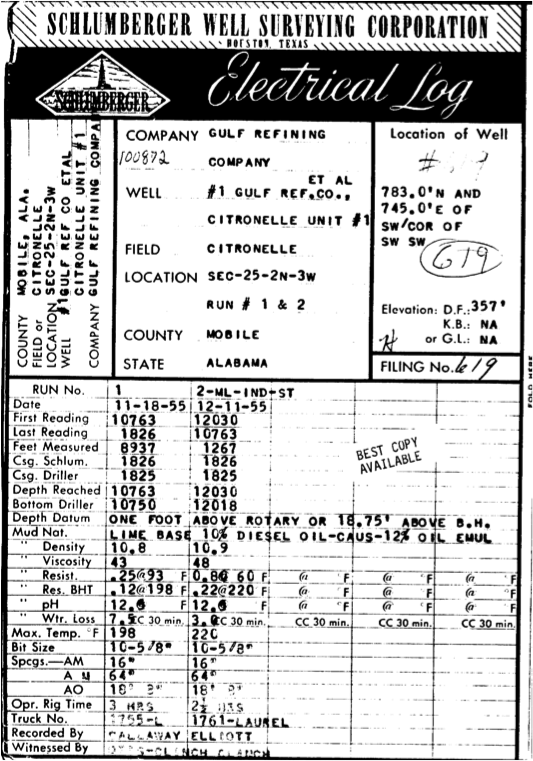 SCHLUMBERGER WELL SURVEYING CORPORATION
HOUSTON, TEXAS
SCHLUMBERGER
Electrical Log
COUNTY MOBILE, ALA.
FIELD or CITRONELLE
LOCATION SEC-25-2N-3W
WELL #1 GULF REF CO ETAL
CITRONELLE UNIT #1
COMPANY GULF REFINING COMPANY
COMPANY GULF REFINING
100872 COMPANY
ET AL
WELL #1 GULF REF.CO.,
CITRONELLE UNIT #1
FIELD CITRONELLE
LOCATION SEC-25-2N-3W
RUN # 1 & 2
COUNTY MOBILE
STATE ALABAMA
Location of Well
783.0'N AND
745.0'E OF
SW/COR OF
SW SW
619
Elevation: D.F.: 357'
K.B.: NA
or G.L.: NA
FILING No. 619
FOLD HERE
RUN No. 1 2-ML-IND-ST
Date 11-18-55 12-11-55
First Reading 10763 12030
Last Reading 1826 10763
Feet Measured 8937 1267
Csg. Schlum. 1826 1826
Csg. Driller 1825 1825
Depth Reached 10763 12030
Bottom Driller 10750 12018
BEST COPY
AVAILABLE
Depth Datum ONE FOOT ABOVE ROTARY OR 18.75' ABOVE B.H.
Mud Nat. LIME BASE 10% DIESEL OIL-CAUS-12% OIL EMUL
" Density 10.8 10.9
" Viscosity 43 48
" Resist. .25@93 F 0.8@ 60 F @ °F @ °F @ °F
" Res. BHT .12@198 F .22@220 F @ °F @ °F @ °F
" pH 12. F 12. F @ °F @ °F @ °F
" Wtr. Loss 7.5 CC 30 min. 3. CC 30 min. CC 30 min. CC 30 min. CC 30 min.
Max. Temp. °F 198 220
Bit Size 10-5/8" 10-5/8"
Spcgs.—AM 16" 16"
64" 64"
AO 18' 8" 18' 8"
Opr. Rig Time 3 HRS 2½ HRS
Truck No. 1755-L 1761-LAUREL
Recorded By CALLAWAY ELLIOTT
Witnessed By CLANCH CLANCH